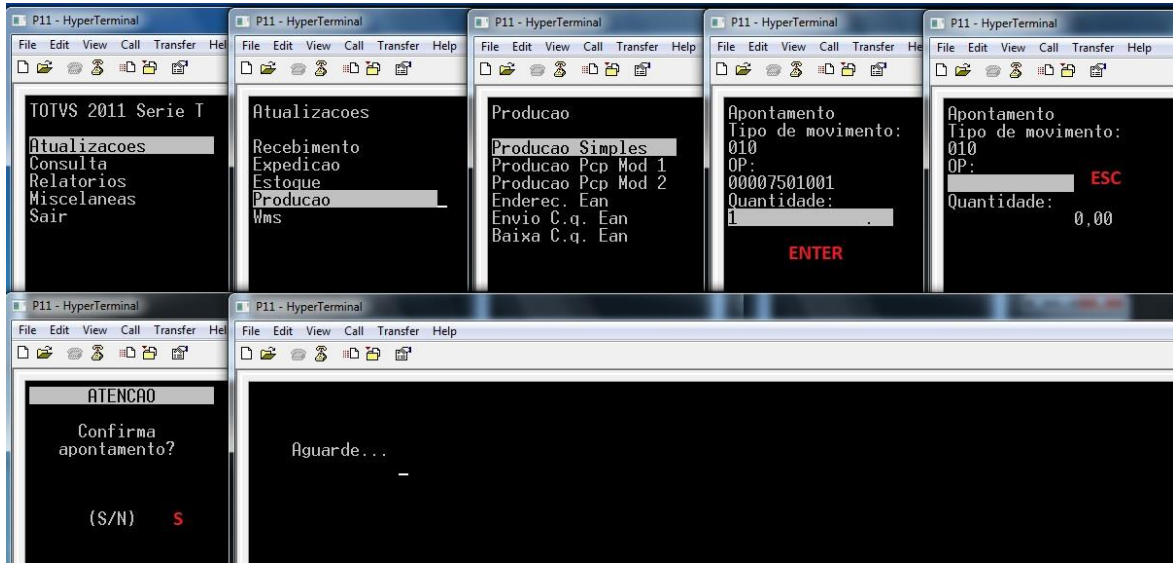 P11 - HyperTerminal
File Edit View Call Transfer Hel
TOTVS 2011 Serie T
Atualizacoes
Consulta
Relatorios
Miscelaneas
Sair
P11 - HyperTerminal
File Edit View Call Transfer Help
Atualizacoes
Recebimento
Expedicao
Estoque
Producao
Wms
P11 - HyperTerminal
File Edit View Call Transfer Help
Producao
Producao Simples
Producao Pcp Mod 1
Producao Pcp Mod 2
Enderec. Ean
Envio C.q. Ean
Baixa C.q. Ean
P11 - HyperTerminal
File Edit View Call Transfer He
Apontamento
Tipo de movimento:
010
OP:
00007501001
Quantidade:
1 .
ENTER
P11 - HyperTerminal
File Edit View Call Transfer Help
Apontamento
Tipo de movimento:
010
OP:
ESC
Quantidade:
0,00
P11 - HyperTerminal
File Edit View Call Transfer Hel
ATENCAO
Confirma
apontamento?
(S/N) S
P11 - HyperTerminal
File Edit View Call Transfer Help
Aguarde...